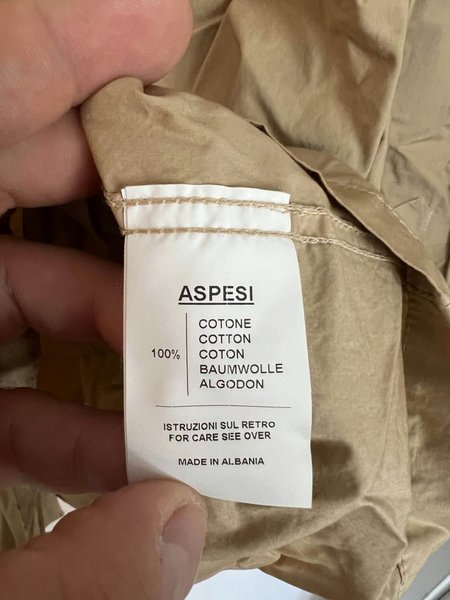 ASPESI
100%
COTONE
COTTON
COTON
BAUMWOLLE
ALGODON
ISTRUZIONI SUL RETRO
FOR CARE SEE OVER
MADE IN ALBANIA